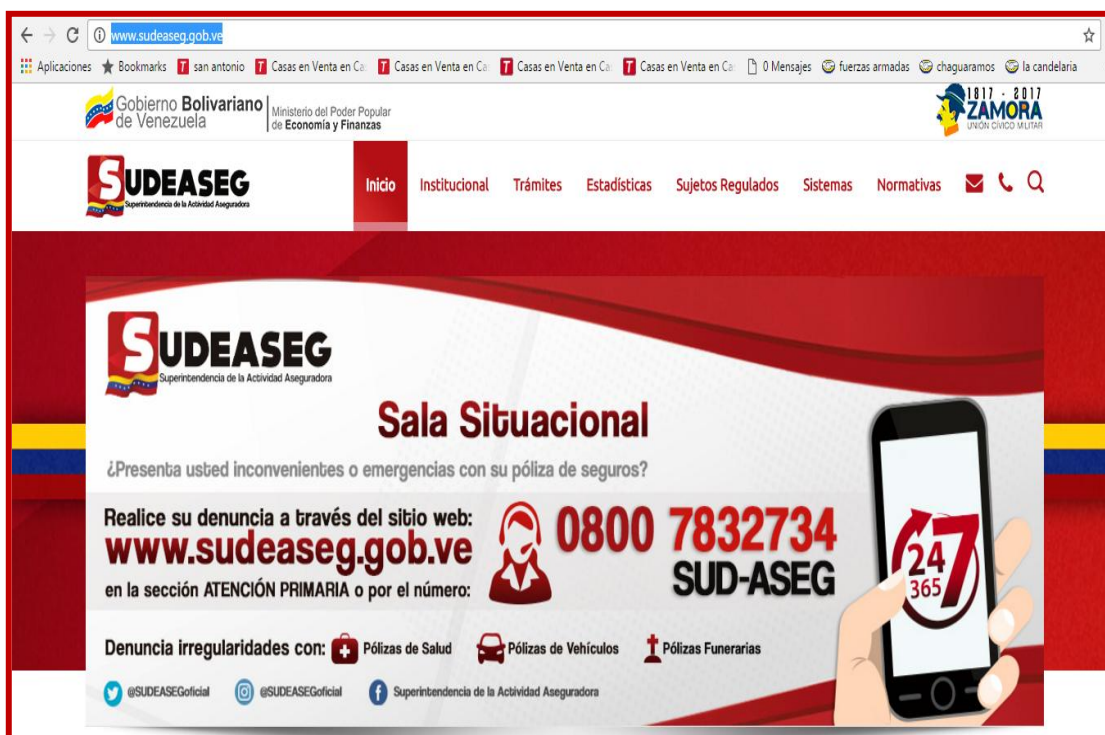 www.sudeaseg.gob.ve
Aplicaciones Bookmarks san antonio Casas en Venta en Ca Casas en Venta en Ca Casas en Venta en Ca Casas en Venta en Ca 0 Mensajes fuerzas armadas chaguaramos la candelaria
Gobierno Bolivariano
de Venezuela
Ministerio del Poder Popular
de Economía y Finanzas
1817 - 2017
ZAMORA
UNIÓN CÍVICO MILITAR
SUDEASEG
Superintendencia de la Actividad Aseguradora
Inicio Institucional Trámites Estadísticas Sujetos Regulados Sistemas Normativas
SUDEASEG
Superintendencia de la Actividad Aseguradora
Sala Situacional
¿Presenta usted inconvenientes o emergencias con su póliza de seguros?
Realice su denuncia a través del sitio web:
www.sudeaseg.gob.ve
en la sección ATENCIÓN PRIMARIA o por el número:
0800 7832734
SUD-ASEG
24
7
365
Denuncia irregularidades con: Pólizas de Salud Pólizas de Vehículos Pólizas Funerarias
@SUDEASEGoficial @SUDEASEGoficial Superintendencia de la Actividad Aseguradora